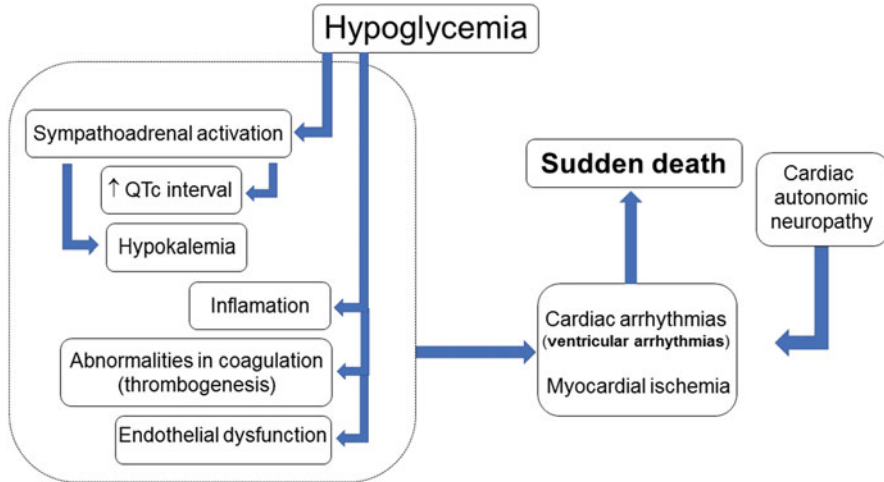 Hypoglycemia
Sympathoadrenal activation
↑ QTc interval
Hypokalemia
Inflamation
Abnormalities in coagulation
(thrombogenesis)
Endothelial dysfunction
Sudden death
Cardiac
autonomic
neuropathy
Cardiac arrhythmias
(ventricular arrhythmias)
Myocardial ischemia